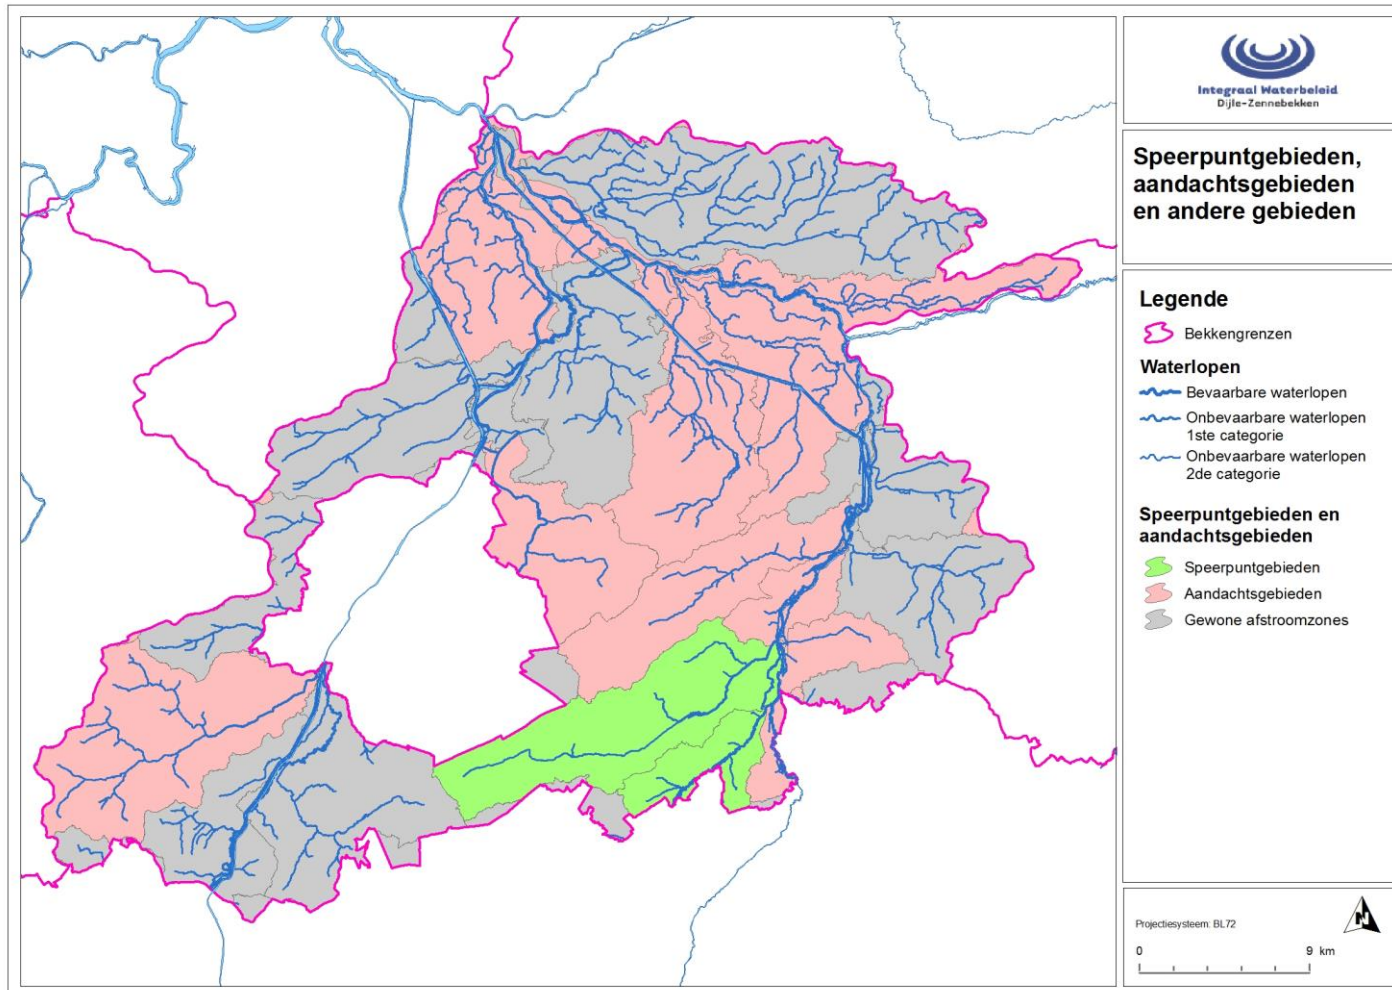 Integraal Waterbeleid
Dijle-Zennebekken
Speerpuntgebieden,
aandachtsgebieden
en andere gebieden
Legende
Bekkengrenzen
Waterlopen
Bevaarbare waterlopen
Onbevaarbare waterlopen
1ste categorie
Onbevaarbare waterlopen
2de categorie
Speerpuntgebieden en
aandachtsgebieden
Speerpuntgebieden
Aandachtsgebieden
Gewone afstroomzones
Projectiesysteem: BL72
N
0 9 km